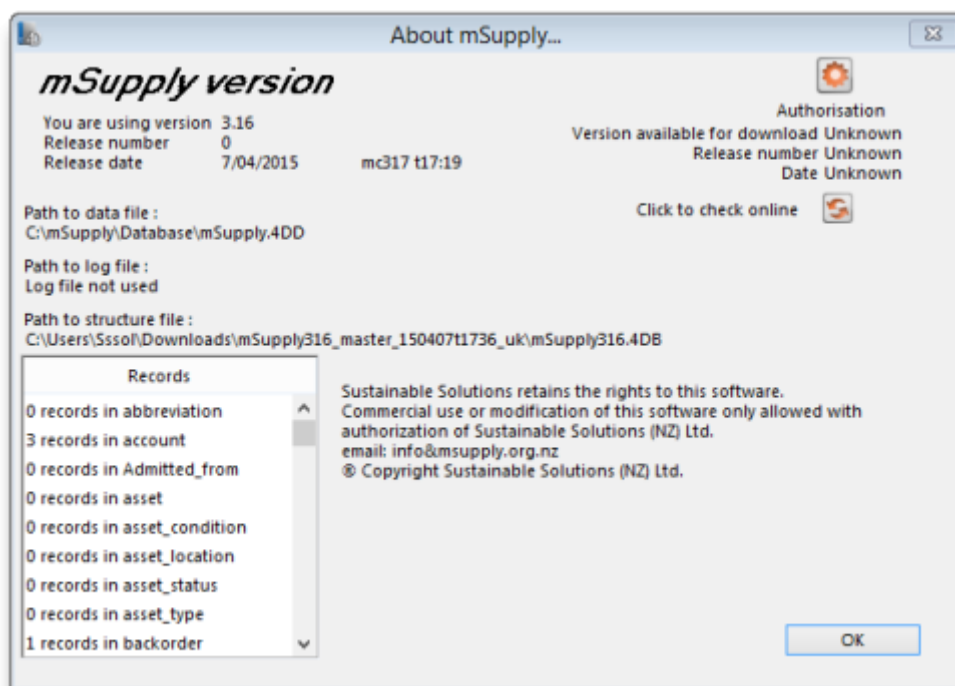 About mSupply...
mSupply version
You are using version 3.16
Release number 0
Release date 7/04/2015 mc317 t17:19
Authorisation
Version available for download Unknown
Release number Unknown
Date Unknown
Click to check online
Path to data file :
C:\mSupply\Database\mSupply.4DD
Path to log file :
Log file not used
Path to structure file :
C:\Users\Sssol\Downloads\mSupply316_master_150407t1736_uk\mSupply316.4DB
Records
0 records in abbreviation
3 records in account
0 records in Admitted_from
0 records in asset
0 records in asset_condition
0 records in asset_location
0 records in asset_status
0 records in asset_type
1 records in backorder
Sustainable Solutions retains the rights to this software.
Commercial use or modification of this software only allowed with
authorization of Sustainable Solutions (NZ) Ltd.
email: info@msupply.org.nz
® Copyright Sustainable Solutions (NZ) Ltd.
OK